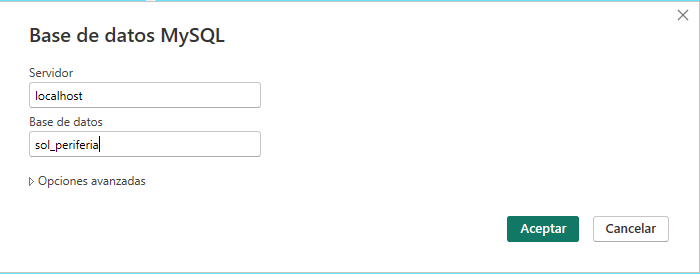 Base de datos MySQL
Servidor
localhost
Base de datos
sol_periferia
Opciones avanzadas
Aceptar
Cancelar